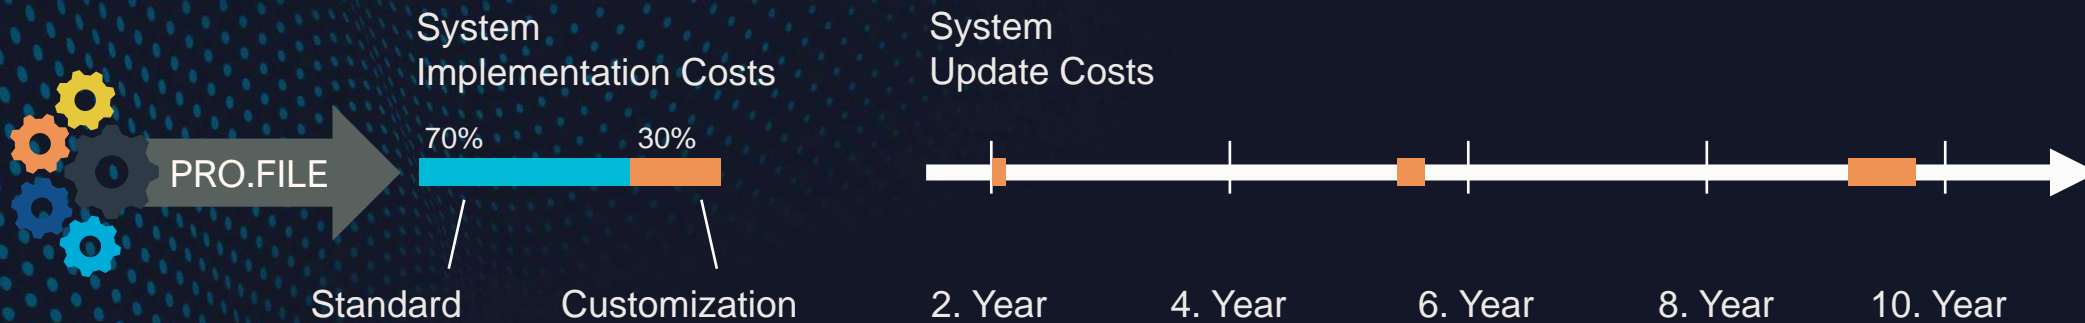 System
Implementation Costs
System
Update Costs
70%
30%
PRO.FILE
Standard
Customization
2. Year
4. Year
6. Year
8. Year
10. Year